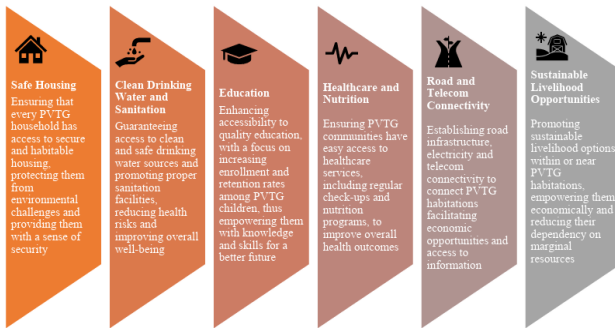 Safe Housing
Ensuring that
every PVTG
household has
access to secure
and habitable
housing,
protecting them
from
environmental
challenges and
providing them
with a sense of
security
Clean Drinking
Water and
Sanitation
Guaranteeing
access to clean
and safe drinking
water sources and
promoting proper
sanitation
facilities,
reducing health
risks and
improving overall
well-being
Education
Enhancing
accessibility to
quality education,
with a focus on
increasing
enrollment and
retention rates
among PVTG
children, thus
empowering them
with knowledge
and skills for a
better future
Healthcare and
Nutrition
Ensuring PVTG
communities have
easy access to
healthcare
services,
including regular
check-ups and
nutrition
programs, to
improve overall
health outcomes
Road and
Telecom
Connectivity
Establishing road
infrastructure,
electricity and
telecom
connectivity to
connect PVTG
habitations
facilitating
economic
opportunities and
access to
information
Sustainable
Livelihood
Opportunities
Promoting
sustainable
livelihood options
within or near
PVTG
habitations,
empowering them
economically and
reducing their
dependency on
marginal
resources